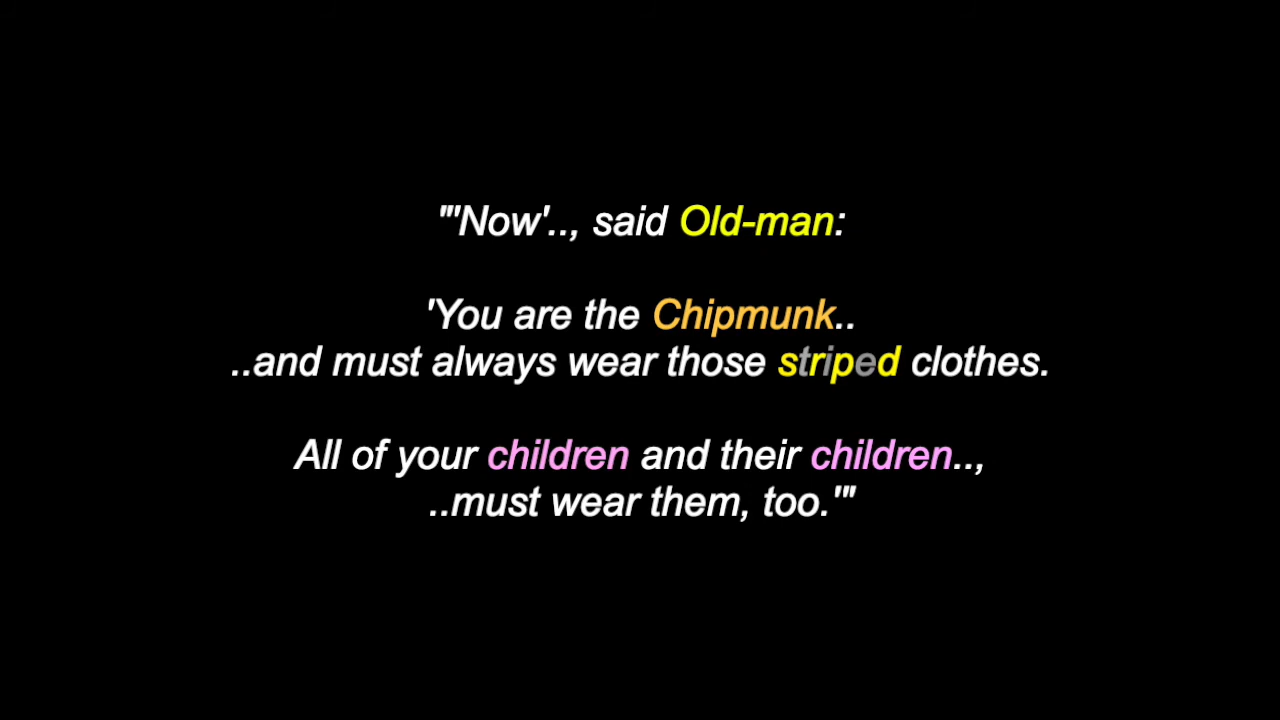 "'Now'.., said Old-man:
'You are the Chipmunk..
..and must always wear those striped clothes.
All of your children and their children..,
..must wear them, too.'"